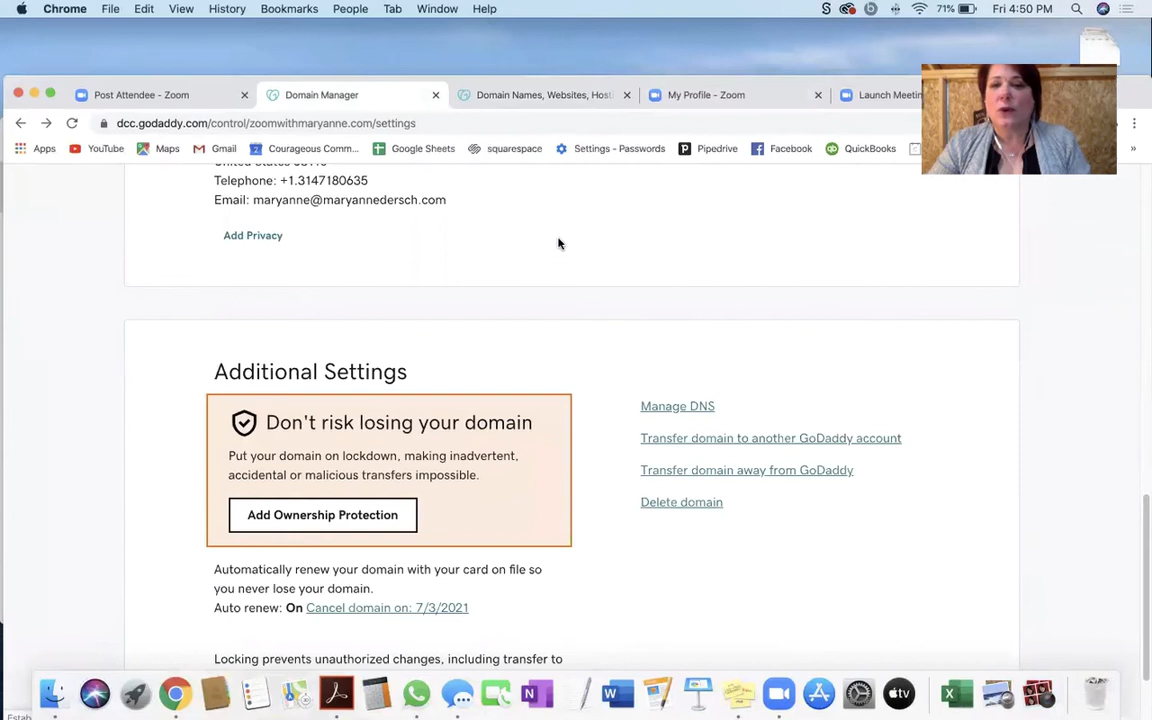 Chrome File Edit View History Bookmarks People Tab Window Help 71% Fri 4:50 PM
Post Attendee - Zoom Domain Manager Domain Names, Websites, Hosti My Profile - Zoom Launch Meetin
dcc.godaddy.com/control/zoomwithmaryanne.com/settings
Apps YouTube Maps Gmail Courageous Comm... Google Sheets squarespace Settings - Passwords Pipedrive Facebook QuickBooks
Telephone: +1.3147180635
Email: maryanne@maryannedersch.com
Add Privacy
Additional Settings
Don't risk losing your domain
Put your domain on lockdown, making inadvertent,
accidental or malicious transfers impossible.
Add Ownership Protection
Manage DNS
Transfer domain to another GoDaddy account
Transfer domain away from GoDaddy
Delete domain
Automatically renew your domain with your card on file so
you never lose your domain.
Auto renew: On Cancel domain on: 7/3/2021
Locking prevents unauthorized changes, including transfer to
tv